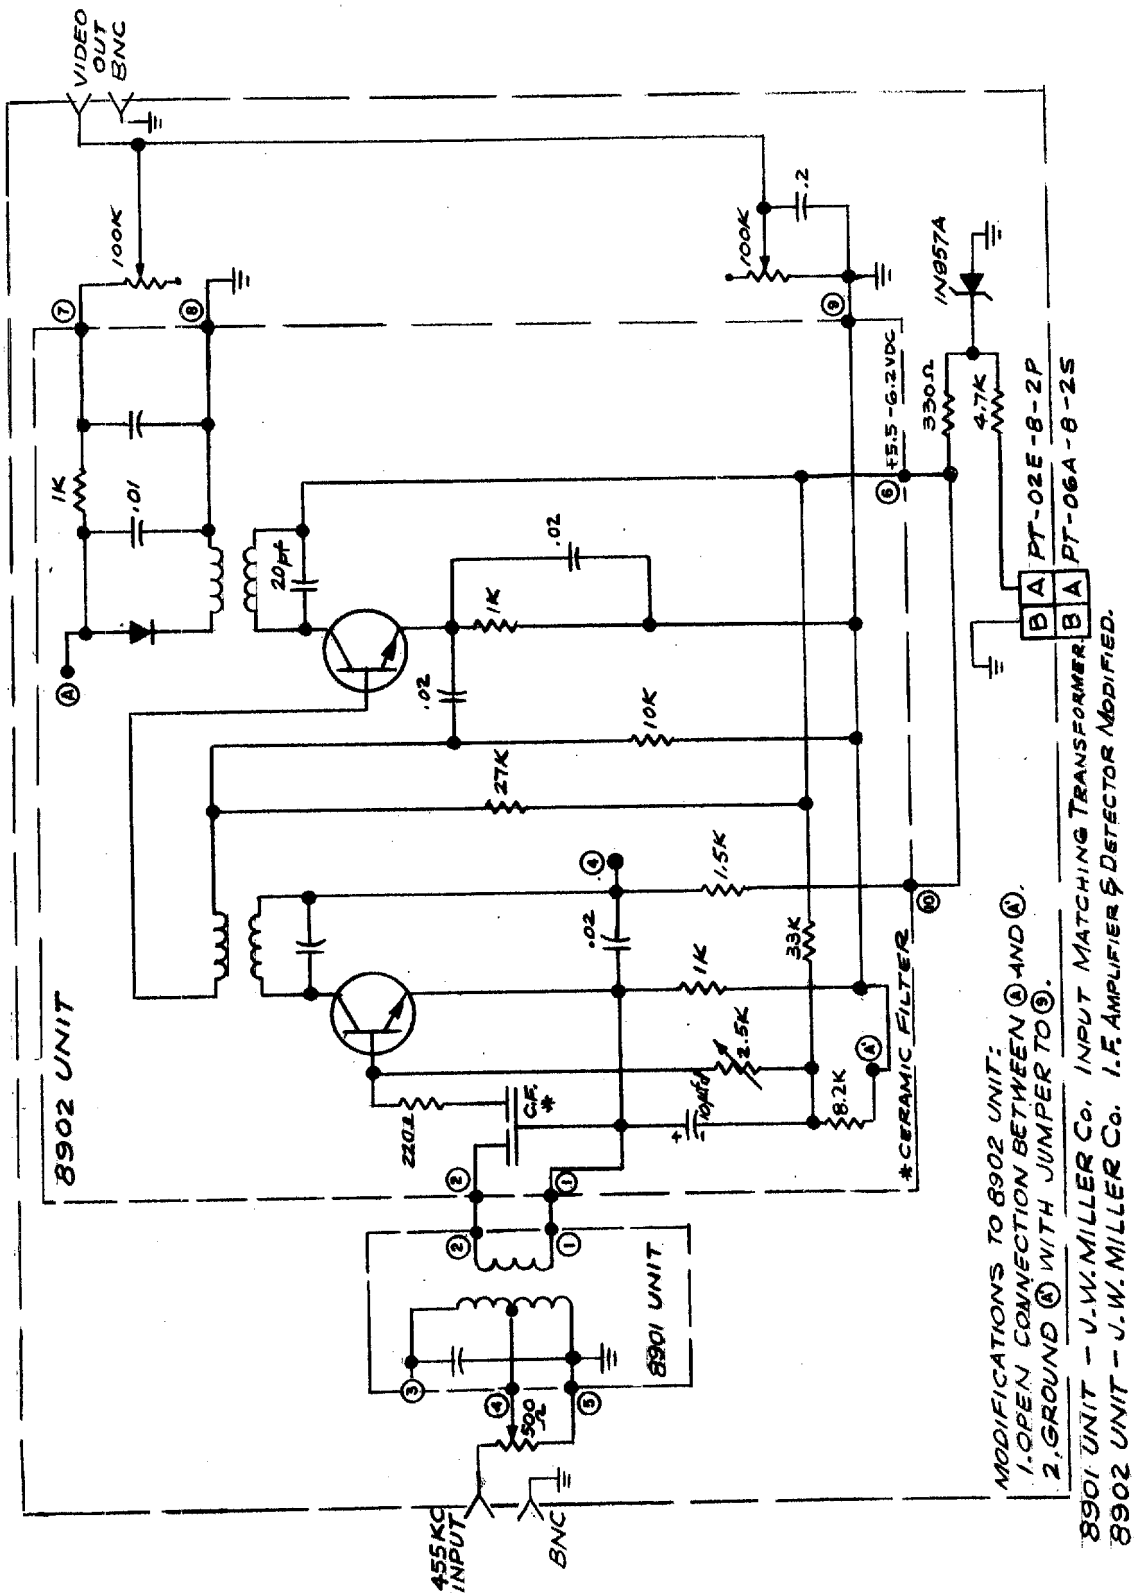 8902 UNIT
VIDEO
OUT
BNC
100K
7
8
1K
.01
A
20pf
.02
1K
.02
10K
27K
4
1.5K
.02
1K
33K
2.5K
10μfd
8.2K
A'
220Ω
C.F.
*
2
1
2
1
3
4
5
500
Ω
8901 UNIT
455KC
INPUT
BNC
100K
.2
9
6
+5.5-6.2VDC
10
*CERAMIC FILTER
330Ω
4.7K
1N957A
B A PT-02E-8-2P
B A PT-06A-8-2S
MODIFICATIONS TO 8902 UNIT:
1. OPEN CONNECTION BETWEEN A AND A'.
2. GROUND A' WITH JUMPER TO 9.
8901 UNIT - J.W. MILLER Co. INPUT MATCHING TRANSFORMER.
8902 UNIT - J.W. MILLER Co. I.F. AMPLIFIER & DETECTOR MODIFIED.